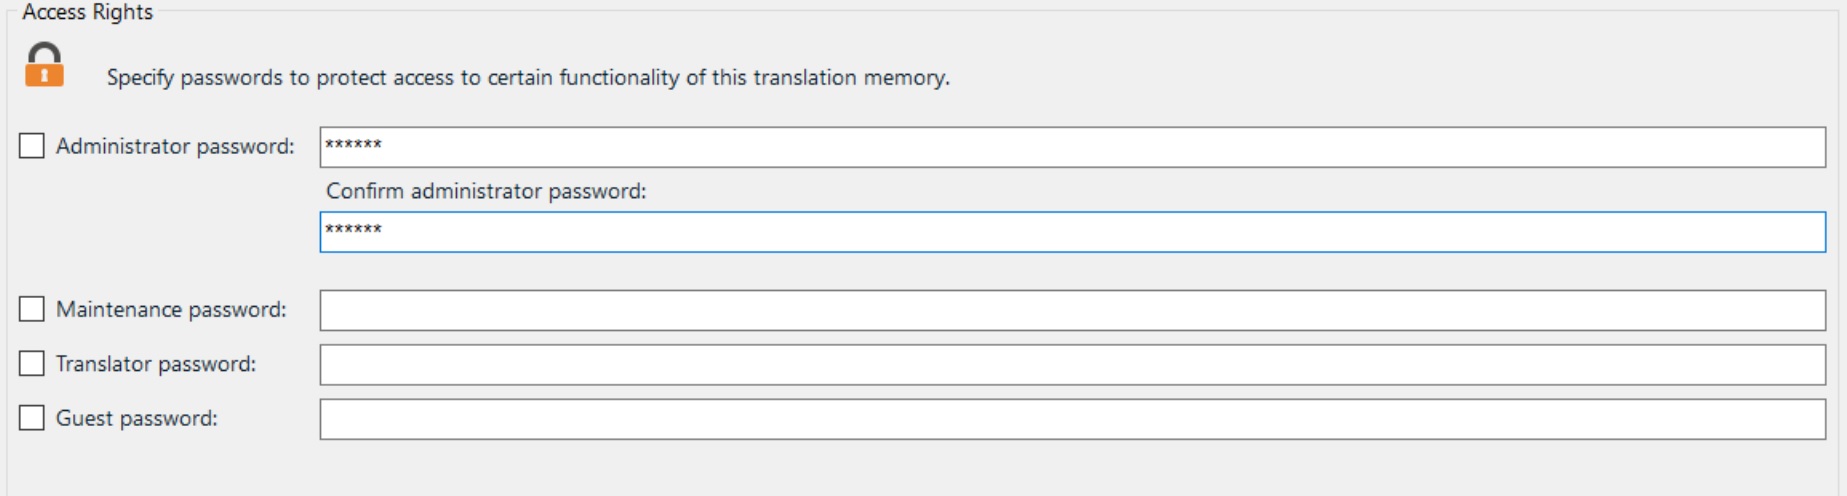 Access Rights
Specify passwords to protect access to certain functionality of this translation memory.
Administrator password: ******
Confirm administrator password:
******
Maintenance password:
Translator password:
Guest password: